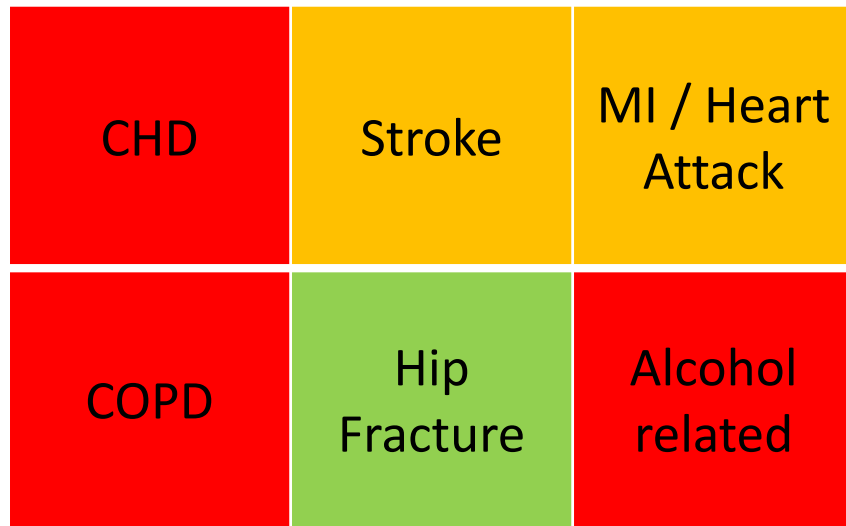 CHD
Stroke
MI / Heart
Attack
COPD
Hip
Fracture
Alcohol
related